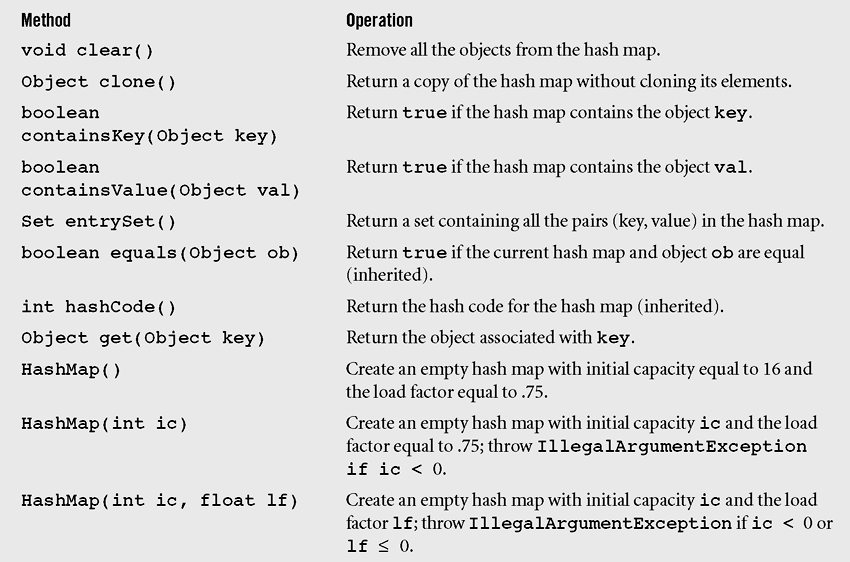 Method Operation
void clear() Remove all the objects from the hash map.
Object clone() Return a copy of the hash map without cloning its elements.
boolean Return true if the hash map contains the object key.
containsKey(Object key)
boolean Return true if the hash map contains the object val.
containsValue(Object val)
Set entrySet() Return a set containing all the pairs (key, value) in the hash map.
boolean equals(Object ob) Return true if the current hash map and object ob are equal
(inherited).
int hashCode() Return the hash code for the hash map (inherited).
Object get(Object key) Return the object associated with key.
HashMap() Create an empty hash map with initial capacity equal to 16 and
the load factor equal to .75.
HashMap(int ic) Create an empty hash map with initial capacity ic and the load
factor equal to .75; throw IllegalArgumentException
if ic < 0.
HashMap(int ic, float lf) Create an empty hash map with initial capacity ic and the load
factor lf; throw IllegalArgumentException if ic < 0 or
lf ≤ 0.